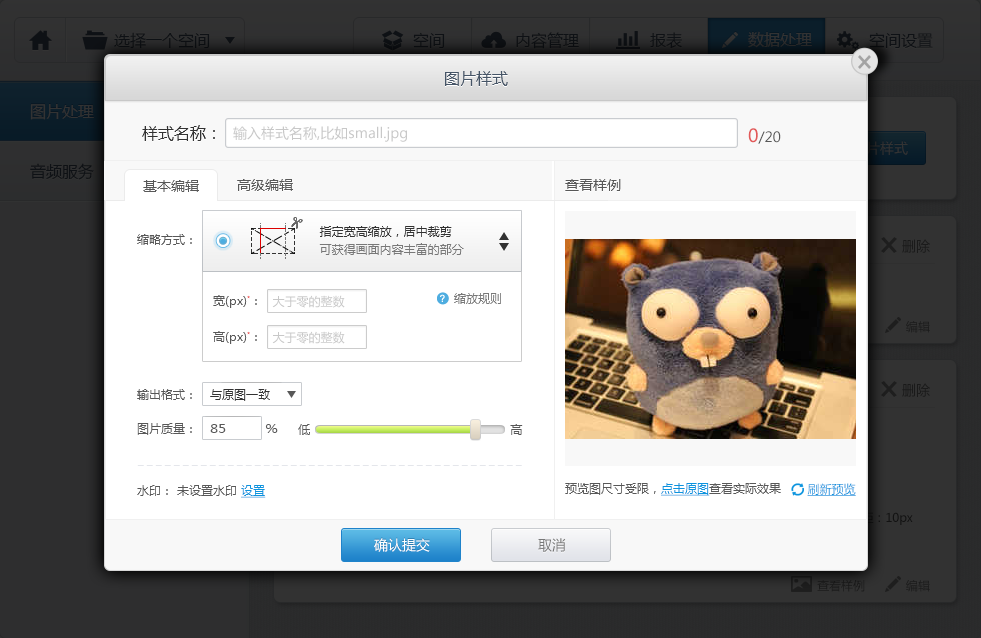 选择一个空间
空间
内容管理
报表
数据处理
空间设置
图片处理
音频服务
片样式
删除
编辑
删除
：10px
查看样例
编辑
图片样式
样式名称：
输入样式名称,比如small.jpg
0/20
基本编辑
高级编辑
查看样例
缩略方式：
指定宽高缩放，居中裁剪
可获得画面内容丰富的部分
宽(px)*：
大于零的整数
? 缩放规则
高(px)*：
大于零的整数
输出格式：
与原图一致
图片质量：
85
%
低
高
水印：
未设置水印 设置
预览图尺寸受限，点击原图查看实际效果
刷新预览
确认提交
取消